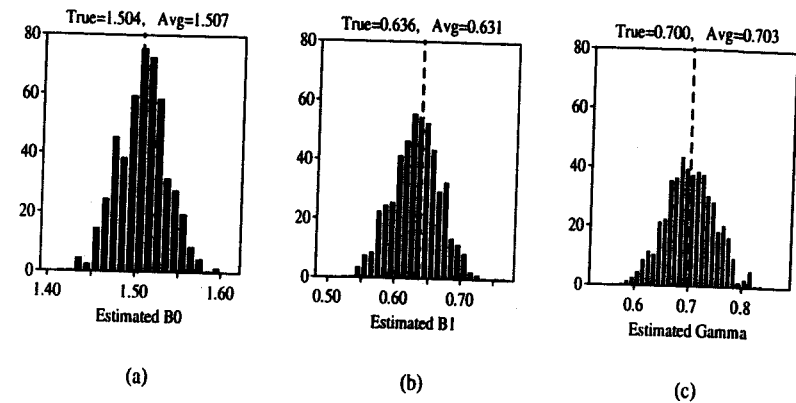 True=1.504, Avg=1.507
80
60
40
20
0
1.40 1.50 1.60
Estimated B0
(a)
True=0.636, Avg=0.631
80
60
40
20
0
0.50 0.60 0.70
Estimated B1
(b)
True=0.700, Avg=0.703
80
60
40
20
0
0.6 0.7 0.8
Estimated Gamma
(c)